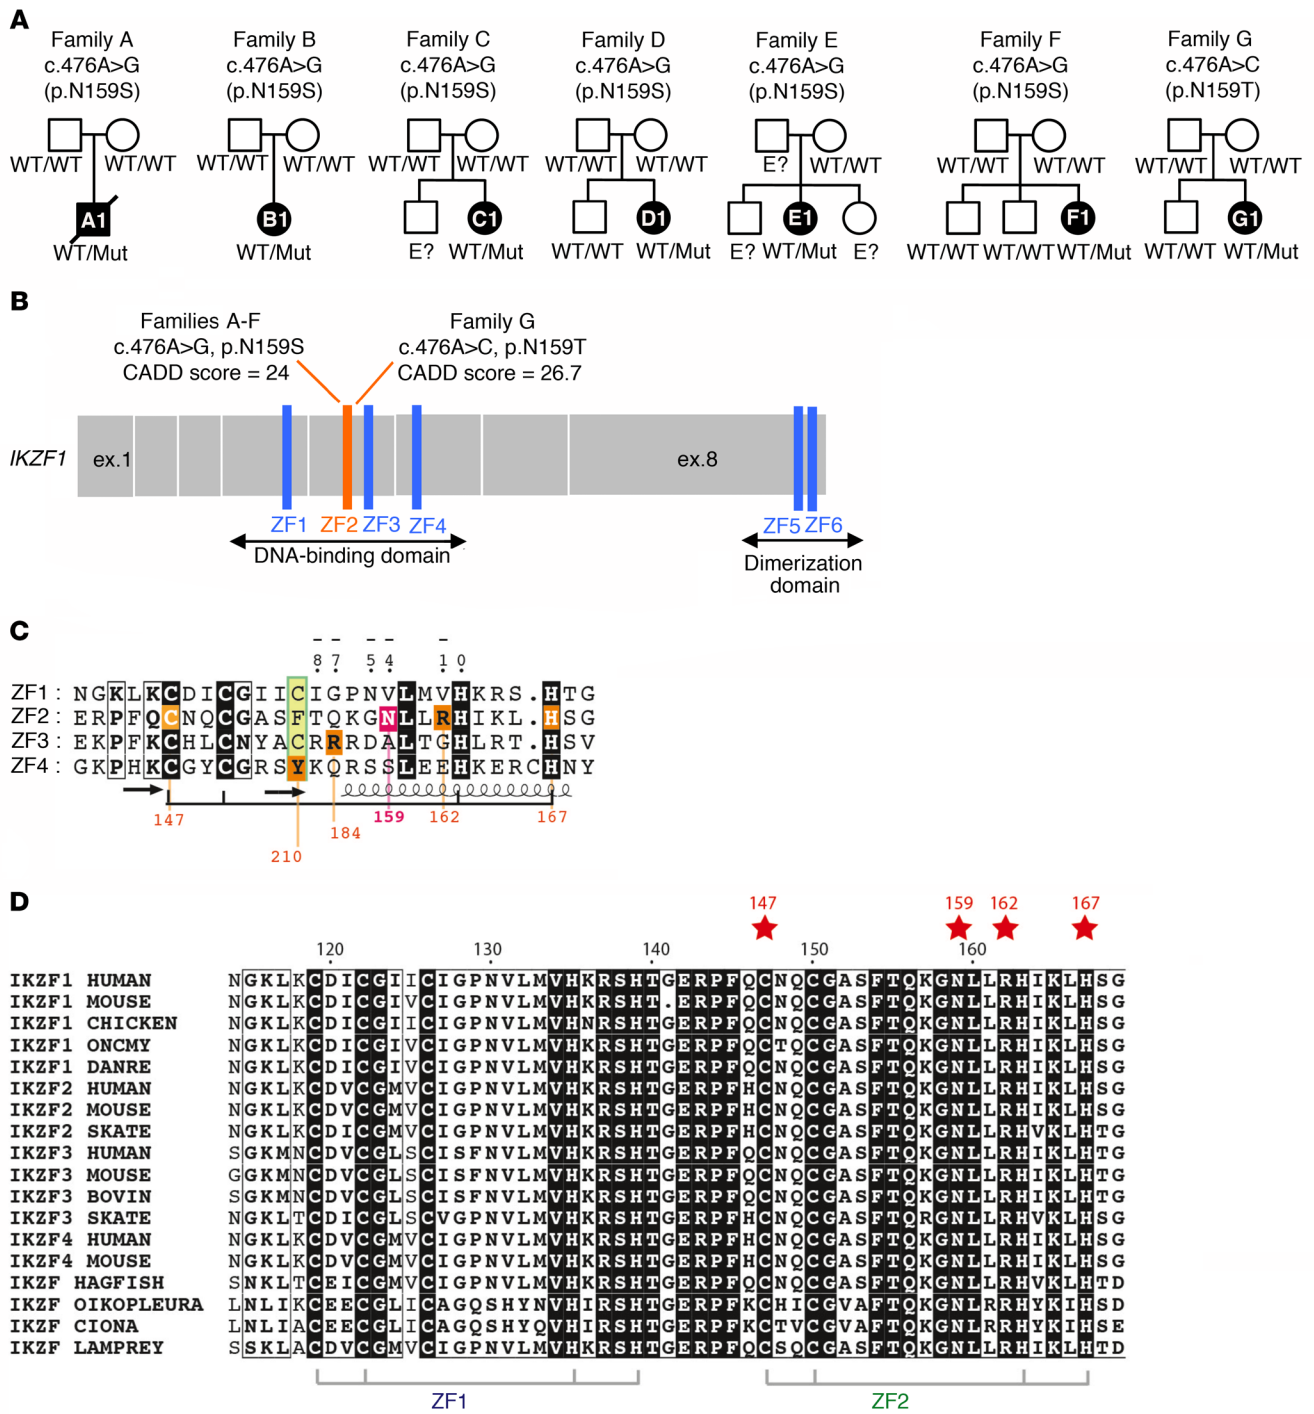 A
Family A Family B Family C Family D Family E Family F Family G
c.476A>G c.476A>G c.476A>G c.476A>G c.476A>G c.476A>G c.476A>C
(p.N159S) (p.N159S) (p.N159S) (p.N159S) (p.N159S) (p.N159S) (p.N159T)
WT/WT WT/WT WT/WT WT/WT WT/WT WT/WT WT/WT WT/WT E? WT/WT WT/WT WT/WT WT/WT WT/WT
A1 B1 C1 D1 E1 F1 G1
WT/Mut WT/Mut E? WT/Mut WT/WT WT/Mut E? WT/Mut E? WT/WT WT/WT WT/Mut WT/WT WT/Mut
B
Families A-F Family G
c.476A>G, p.N159S c.476A>C, p.N159T
CADD score = 24 CADD score = 26.7
IKZF1 ex.1 ex.8
ZF1 ZF2 ZF3 ZF4 ZF5 ZF6
DNA-binding domain Dimerization
domain
C
– – – – –
8 7 5 4 1 0
ZF1 : NGKLKCDICGIICIGPNVLMVHKRS.HTG
ZF2 : ERPFQCNQCGASFTQKGNLLRHIKL.HSG
ZF3 : EKPFKCHLCNYACRRRDALTGHLRT.HSV
ZF4 : GKPHKCGYCGRSYKQRSSLEEHKERCHNY
147 159 162 167
184
210
D
147 159 162 167
120 130 140 150 160
IKZF1 HUMAN NGKLKCDICGIICIGPNVLMVHKRSHTGERPFQCNQCGASFTQKGNLLRHIKLHSG
IKZF1 MOUSE NGKLKCDICGIVCIGPNVLMVHKRSHT.ERPFQCNQCGASFTQKGNLLRHIKLHSG
IKZF1 CHICKEN NGKLKCDICGIICIGPNVLMVHNRSHTGERPFQCNQCGASFTQKGNLLRHIKLHSG
IKZF1 ONCMY NGKLKCDICGIVCIGPNVLMVHKRSHTGERPFQCTQCGASFTQKGNLLRHIKLHSG
IKZF1 DANRE NGKLKCDICGIVCIGPNVLMVHKRSHTGERPFQCNQCGASFTQKGNLLRHIKLHSG
IKZF2 HUMAN NGKLKCDVCGMVCIGPNVLMVHKRSHTGERPFHCNQCGASFTQKGNLLRHIKLHSG
IKZF2 MOUSE NGKLKCDVCGMVCIGPNVLMVHKRSHTGERPFHCNQCGASFTQKGNLLRHIKLHSG
IKZF2 SKATE NGKLKCDICGMVCIGPNVLMVHKRSHTGERPFQCNQCGASFTQKGNLLRHVKLHTG
IKZF3 HUMAN SGKMNCDVCGLSCISFNVLMVHKRSHTGERPFQCNQCGASFTQKGNLLRHIKLHTG
IKZF3 MOUSE GGKMNCDVCGLSCISFNVLMVHKRSHTGERPFQCNQCGASFTQKGNLLRHIKLHTG
IKZF3 BOVIN SGKMNCDVCGLSCISFNVLMVHKRSHTGERPFQCNQCGASFTQKGNLLRHIKLHTG
IKZF3 SKATE NGKLTCDICGLSCVGPNVLMVHKRSHTGERPFHCNQCGASFTQRGNLLRHVKLHSG
IKZF4 HUMAN NGKLKCDVCGMVCIGPNVLMVHKRSHTGERPFHCNQCGASFTQKGNLLRHIKLHSG
IKZF4 MOUSE NGKLKCDVCGMVCIGPNVLMVHKRSHTGERPFHCNQCGASFTQKGNLLRHIKLHSG
IKZF HAGFISH SNKLTCEICGMVCIGPNVLMVHKRSHTGERPFQCNQCGASFTQKGNLLRHVKLHTD
IKZF OIKOPLEURA LNLIKCEECGLICAGQSHYNVHIRSHTGERPFKCHICGVAFTQKGNLRRHYKIHSD
IKZF CIONA LNLIACEECGLICAGQSHYQVHIRSHTGERPFKCTVCGVAFTQKGNLRRHYKIHSE
IKZF LAMPREY SSKLACDVCGMVCIGPNVLMVHKRSHTGERPFQCSQCGASFTQKGNLLRHIKLHTD
ZF1 ZF2